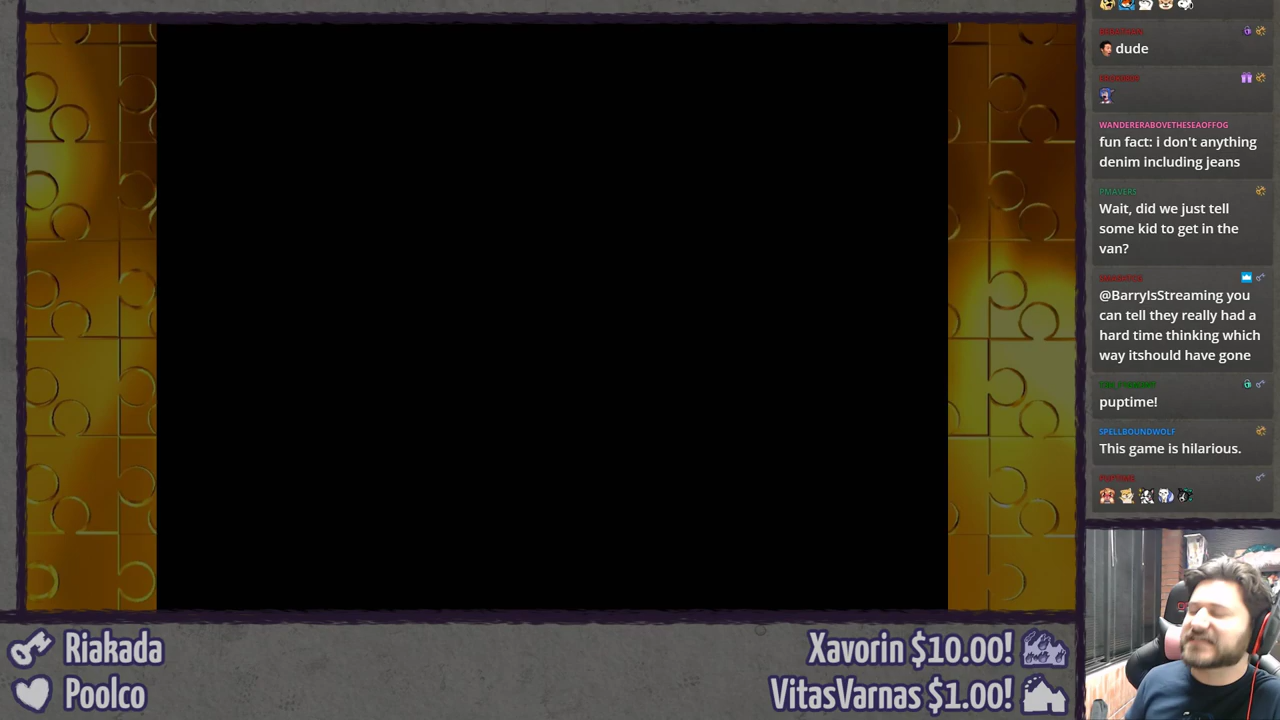 dude
WANDERERABOVETHESEAOFFOG
fun fact: i don't anything
denim including jeans
PMAVERS
Wait, did we just tell
some kid to get in the
van?
@BarryIsStreaming you
can tell they really had a
hard time thinking which
way itshould have gone
puptime!
SPELLBOUNDWOLF
This game is hilarious.
Riakada
Poolco
Xavorin $10.00!
VitasVarnas $1.00!